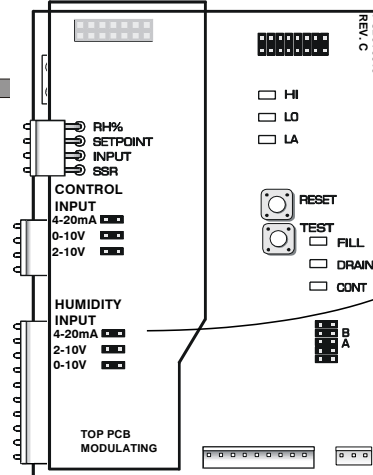 REV. C
HI
LO
LA
RH%
SETPOINT
INPUT
SSR
CONTROL
INPUT
4-20mA
0-10V
2-10V
RESET
TEST
FILL
DRAIN
CONT
HUMIDITY
INPUT
4-20mA
2-10V
0-10V
B
A
TOP PCB
MODULATING